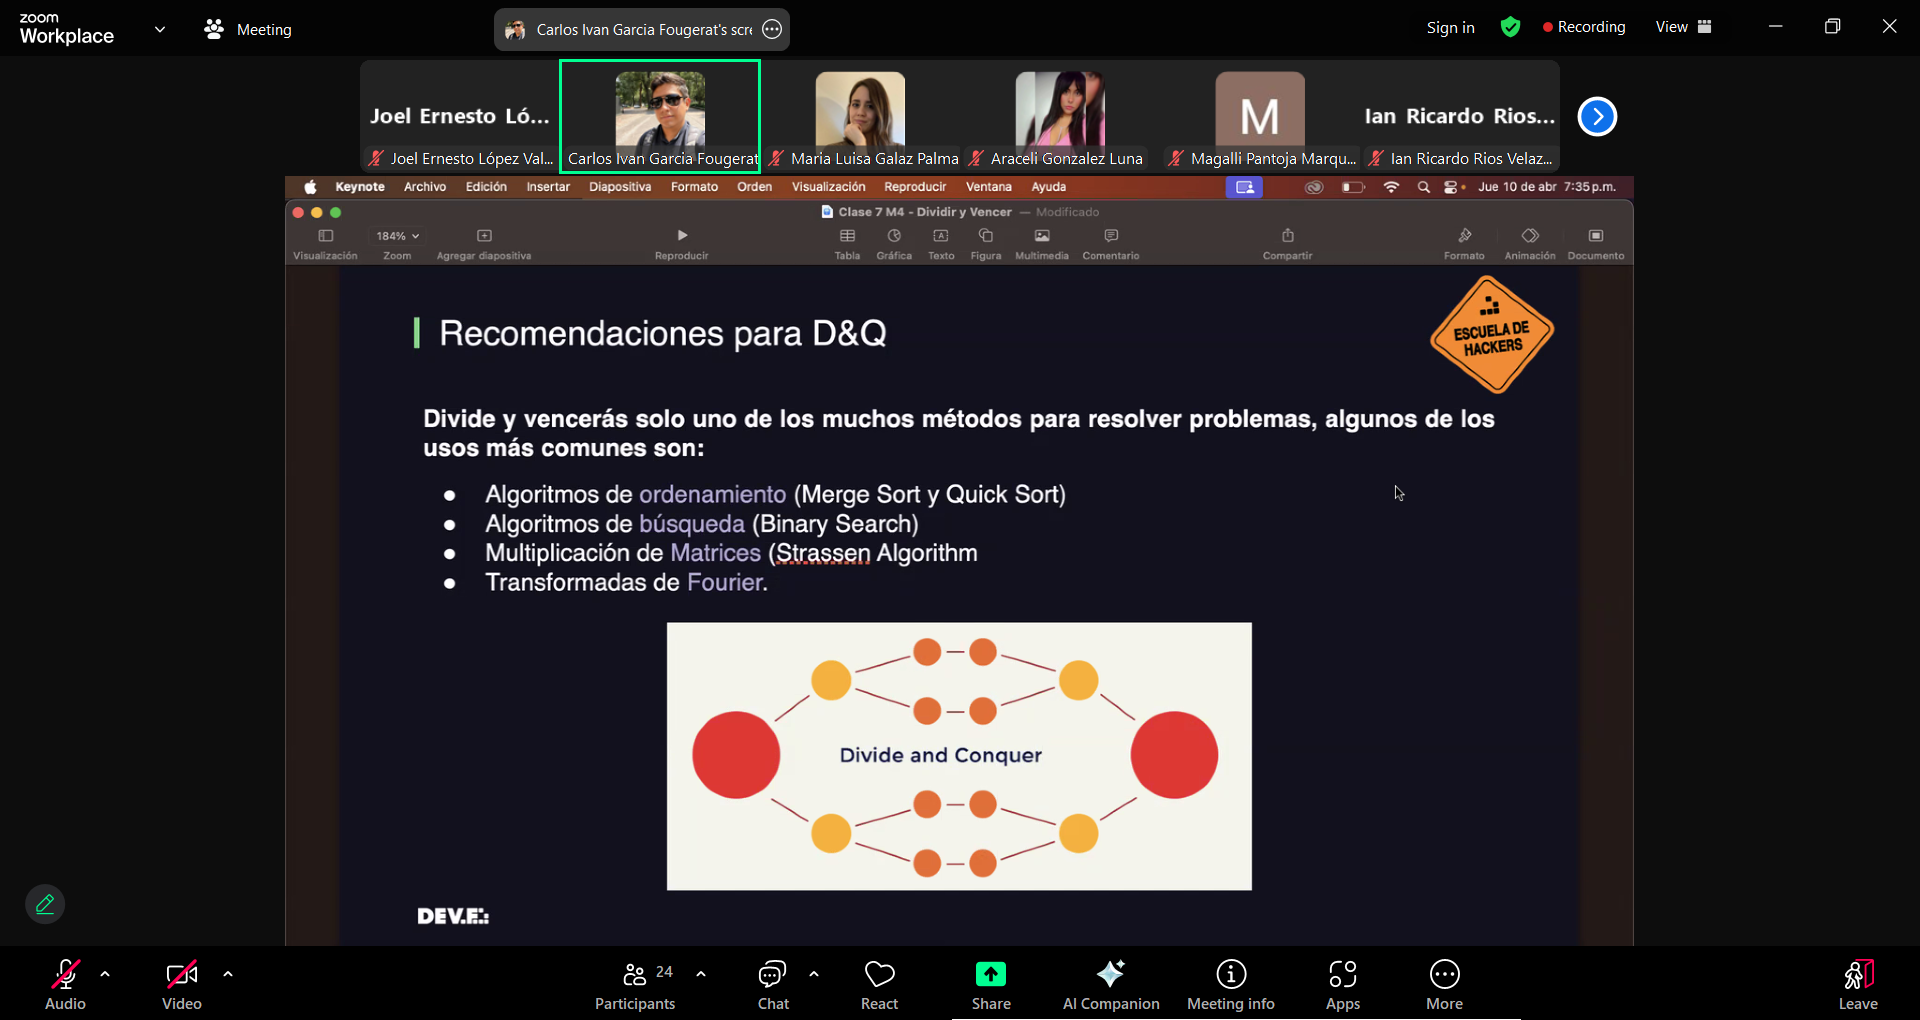 zoom
Workplace
Meeting
Carlos Ivan Garcia Fougerat's scre
Sign in
Recording
View
Joel Ernesto Ló...
M
Ian Ricardo Rios...
Joel Ernesto López Val...
Carlos Ivan Garcia Fougerat
Maria Luisa Galaz Palma
Araceli Gonzalez Luna
Magalli Pantoja Marqu...
Ian Ricardo Rios Velaz...
Keynote Archivo Edición Insertar Diapositiva Formato Orden Visualización Reproducir Ventana Ayuda
Jue 10 de abr 7:35 p.m.
Clase 7 M4 - Dividir y Vencer — Modificado
184%
Visualización Zoom Agregar diapositiva Reproducir Tabla Gráfica Texto Figura Multimedia Comentario Compartir Formato Animación Documento
Recomendaciones para D&Q
ESCUELA DE
HACKERS
Divide y vencerás solo uno de los muchos métodos para resolver problemas, algunos de los
usos más comunes son:
● Algoritmos de ordenamiento (Merge Sort y Quick Sort)
● Algoritmos de búsqueda (Binary Search)
● Multiplicación de Matrices (Strassen Algorithm
● Transformadas de Fourier.
Divide and Conquer
DEV.F.:
24
Audio
Video
Participants
Chat
React
Share
AI Companion
Meeting info
Apps
More
Leave